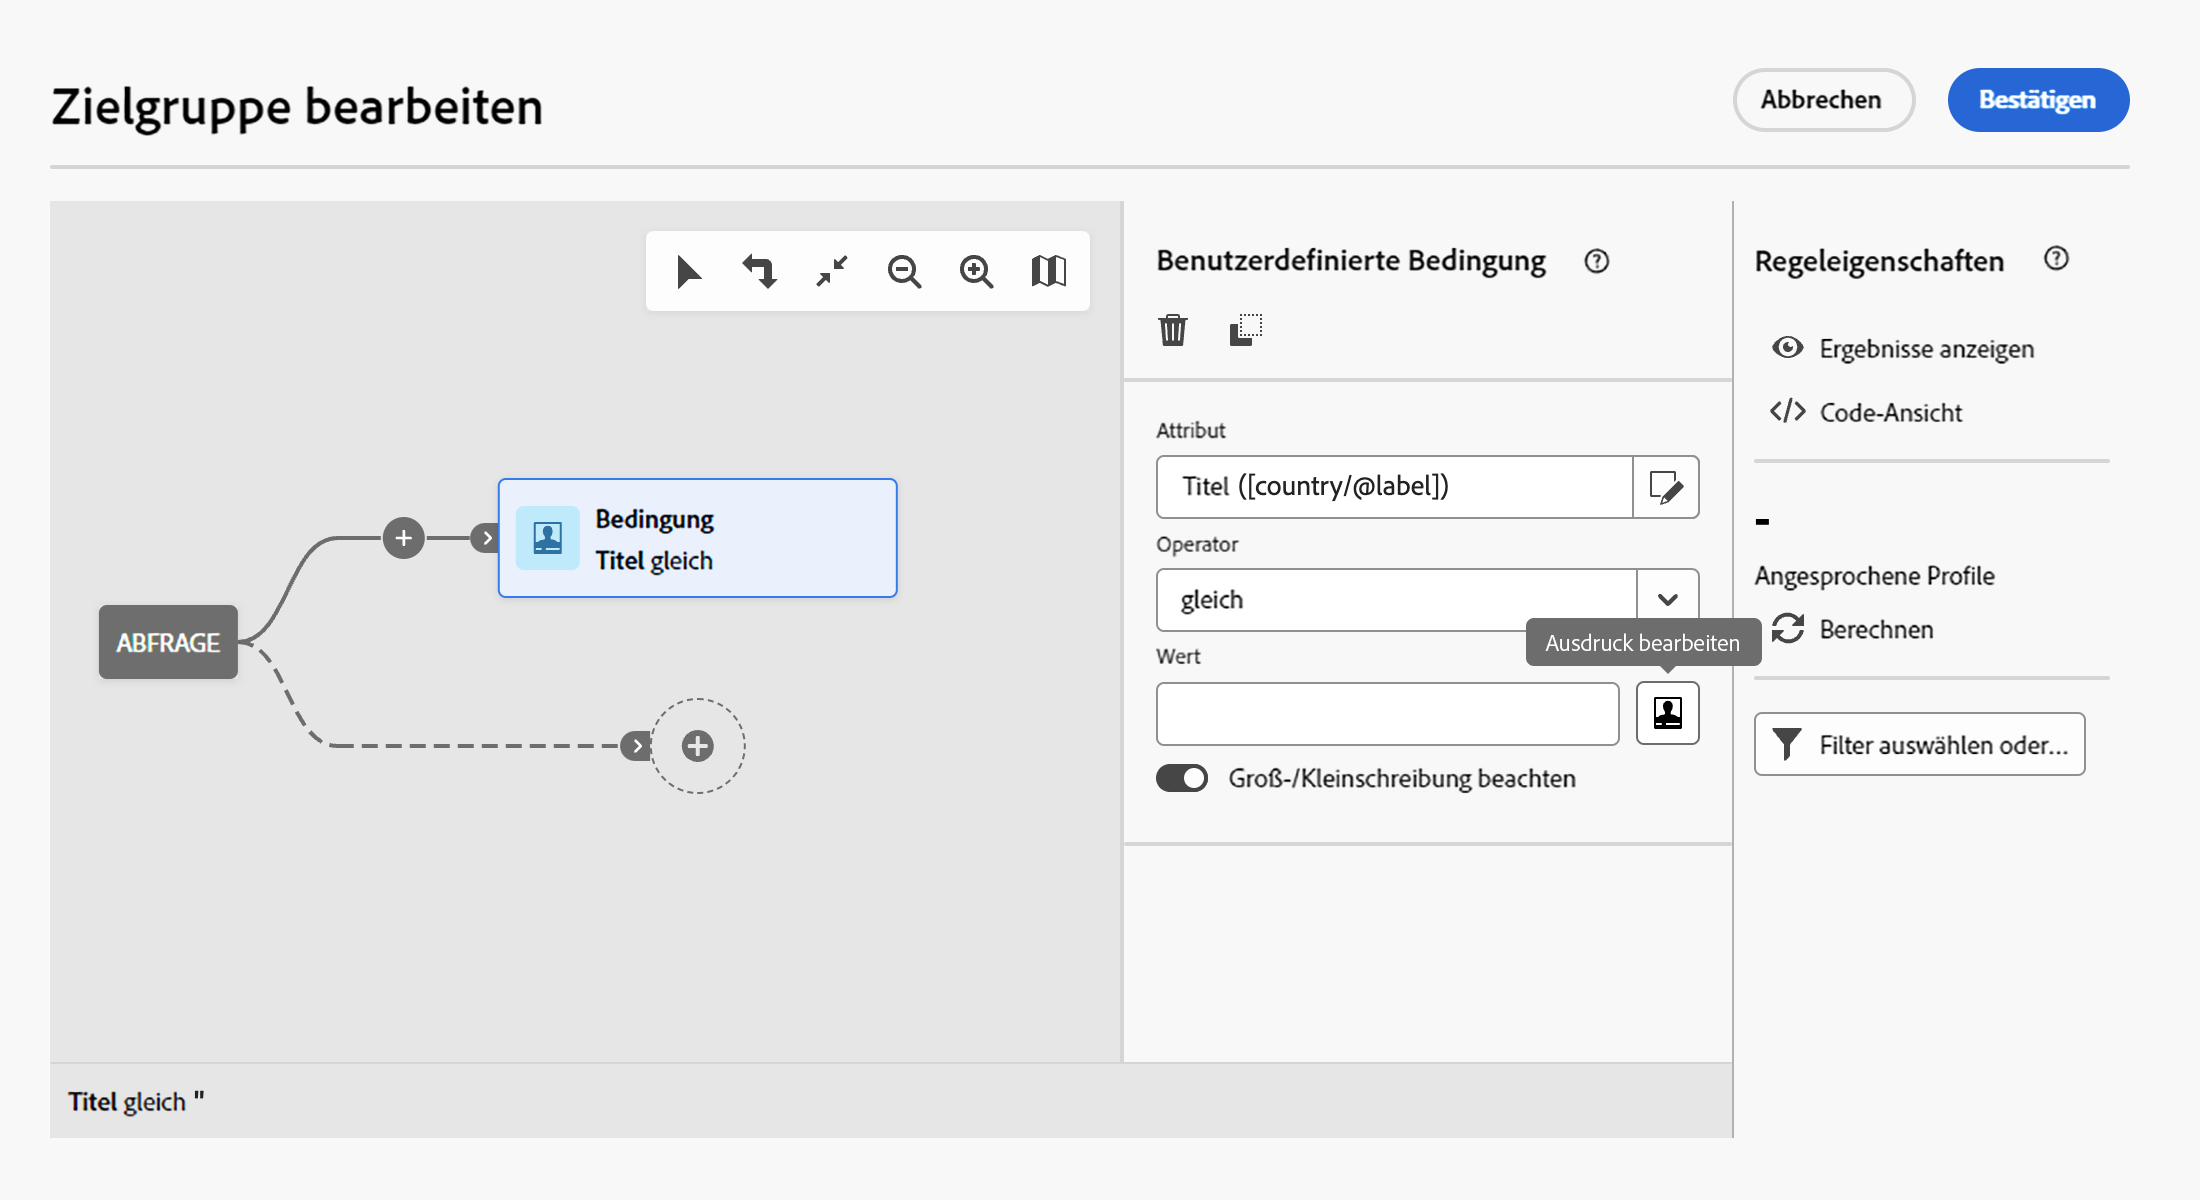 Zielgruppe bearbeiten
Abbrechen
Bestätigen
ABFRAGE
Bedingung
Titel gleich
Titel gleich "
Benutzerdefinierte Bedingung
Attribut
Titel ([country/@label])
Operator
gleich
Ausdruck bearbeiten
Wert
Groß-/Kleinschreibung beachten
Regeleigenschaften
Ergebnisse anzeigen
Code-Ansicht
-
Angesprochene Profile
Berechnen
Filter auswählen oder...